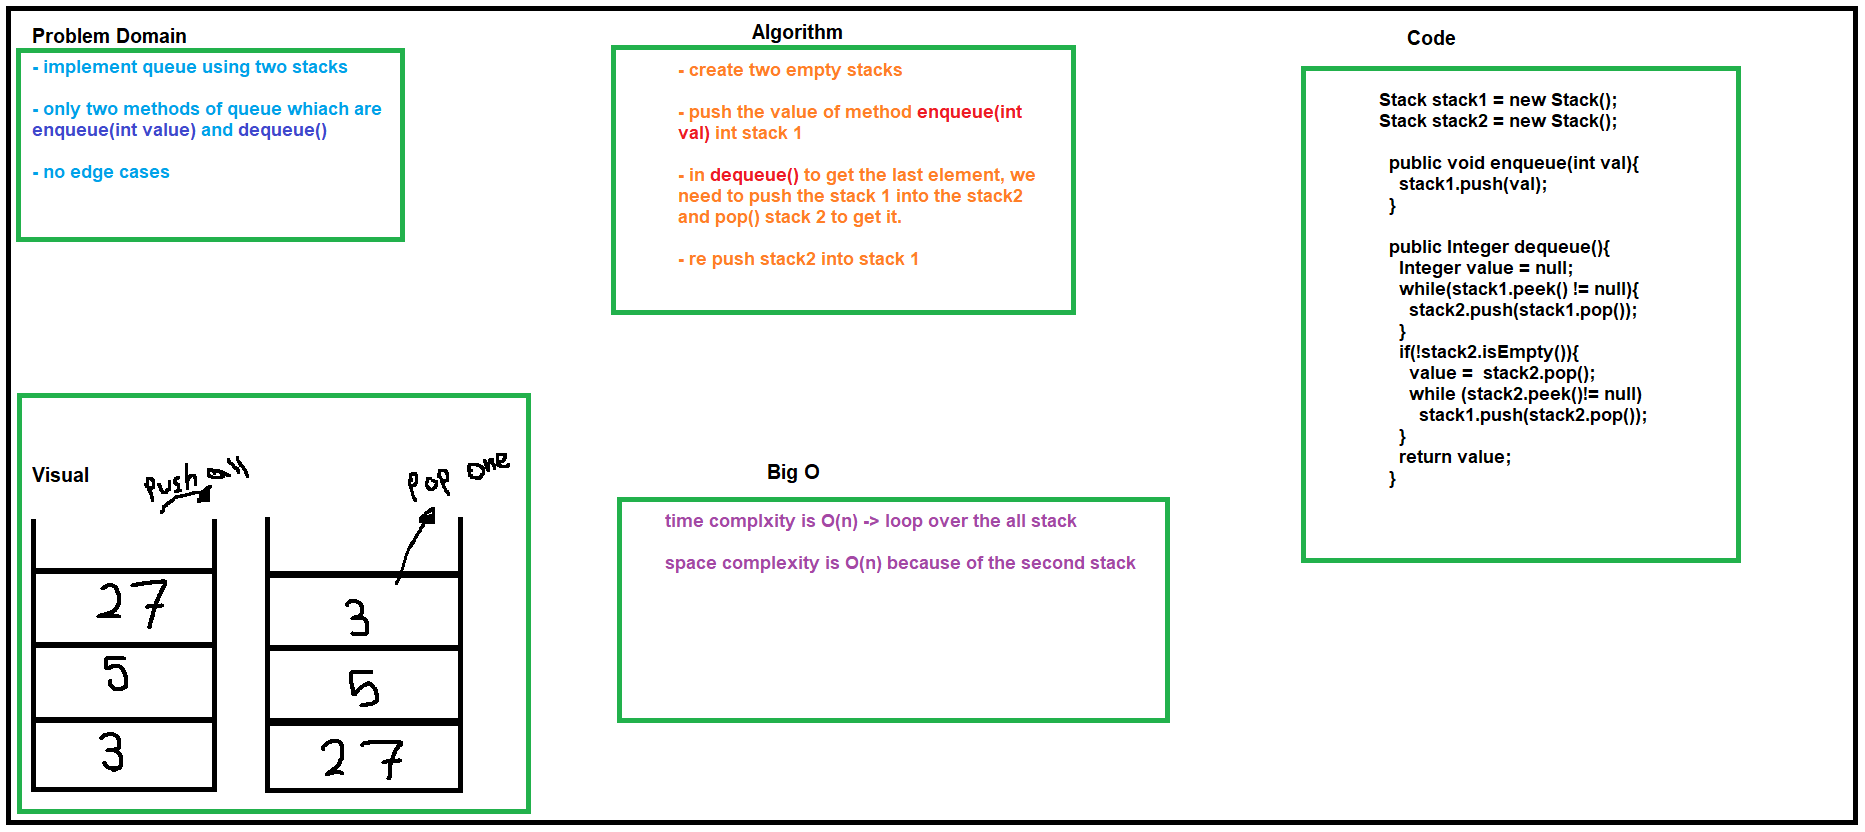 Problem Domain
- implement queue using two stacks
- only two methods of queue whiach are
enqueue(int value) and dequeue()
- no edge cases
Algorithm
- create two empty stacks
- push the value of method enqueue(int
val) int stack 1
- in dequeue() to get the last element, we
need to push the stack 1 into the stack2
and pop() stack 2 to get it.
- re push stack2 into stack 1
Code
Stack stack1 = new Stack();
Stack stack2 = new Stack();
public void enqueue(int val){
stack1.push(val);
}
public Integer dequeue(){
Integer value = null;
while(stack1.peek() != null){
stack2.push(stack1.pop());
}
if(!stack2.isEmpty()){
value =  stack2.pop();
while (stack2.peek()!= null)
stack1.push(stack2.pop());
}
return value;
}
Visual
push all
pop one
27
5
3
3
5
27
Big O
time complxity is O(n) -> loop over the all stack
space complexity is O(n) because of the second stack